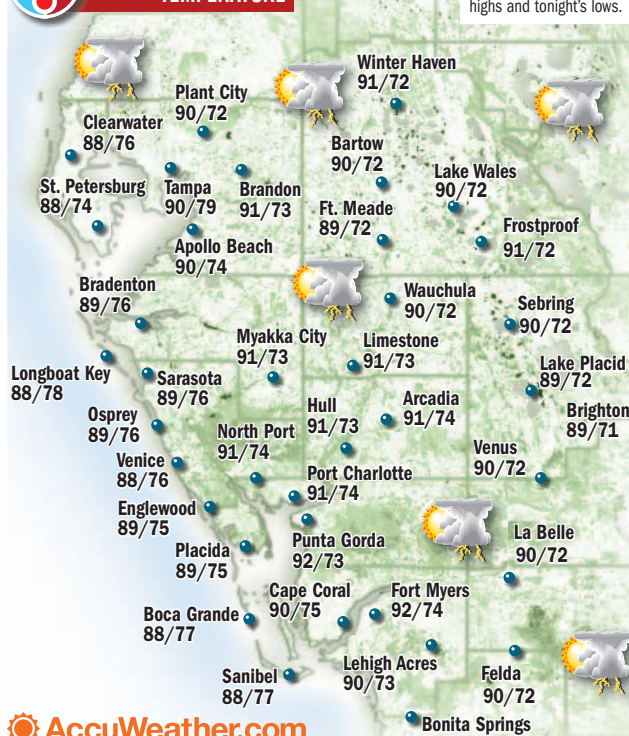 TEMPERATURE
highs and tonight's lows.
Winter Haven
91/72
Plant City
90/72
Clearwater
88/76
Bartow
90/72
Lake Wales
90/72
St. Petersburg
88/74
Tampa
90/79
Brandon
91/73
Ft. Meade
89/72
Frostproof
91/72
Apollo Beach
90/74
Bradenton
89/76
Wauchula
90/72
Sebring
90/72
Myakka City
91/73
Limestone
91/73
Longboat Key
88/78
Sarasota
89/76
Lake Placid
89/72
Osprey
89/76
Hull
91/73
Arcadia
91/74
Brighton
89/71
North Port
91/74
Venice
88/76
Venus
90/72
Port Charlotte
91/74
Englewood
89/75
Punta Gorda
92/73
La Belle
90/72
Placida
89/75
Cape Coral
90/75
Fort Myers
92/74
Boca Grande
88/77
Lehigh Acres
90/73
Sanibel
88/77
Felda
90/72
Bonita Springs
AccuWeather.com